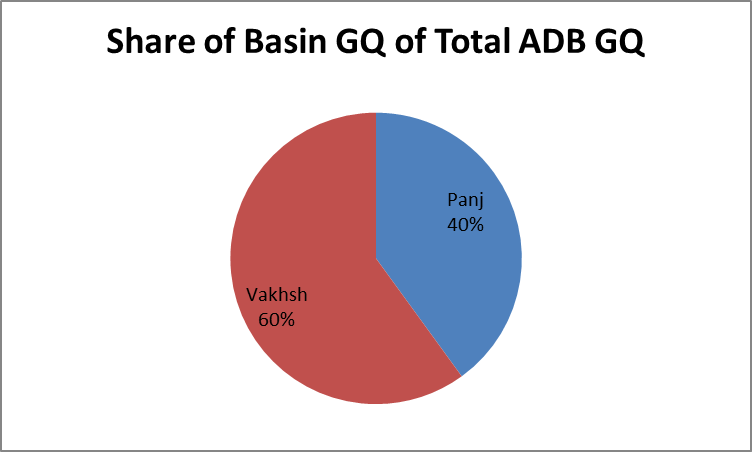 Share of Basin GQ of Total ADB GQ
Panj
40%
Vakhsh
60%